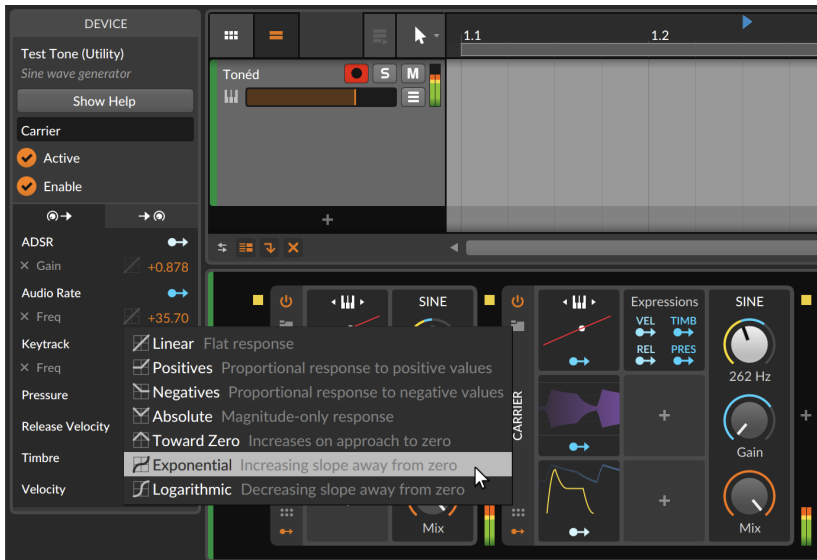 DEVICE
Test Tone (Utility)
Sine wave generator
Show Help
Carrier
Active
Enable
ADSR
× Gain +0.878
Audio Rate
× Freq +35.70
Keytrack
× Freq
Pressure
Release Velocity
Timbre
Velocity
Linear Flat response
Positives Proportional response to positive values
Negatives Proportional response to negative values
Absolute Magnitude-only response
Toward Zero Increases on approach to zero
Exponential Increasing slope away from zero
Logarithmic Decreasing slope away from zero
1.1 1.2
Tonéd
S M
+
SINE
Mix
CARRIER
Expressions
VEL TIMB
REL PRES
+
+
SINE
262 Hz
Gain
Mix
+